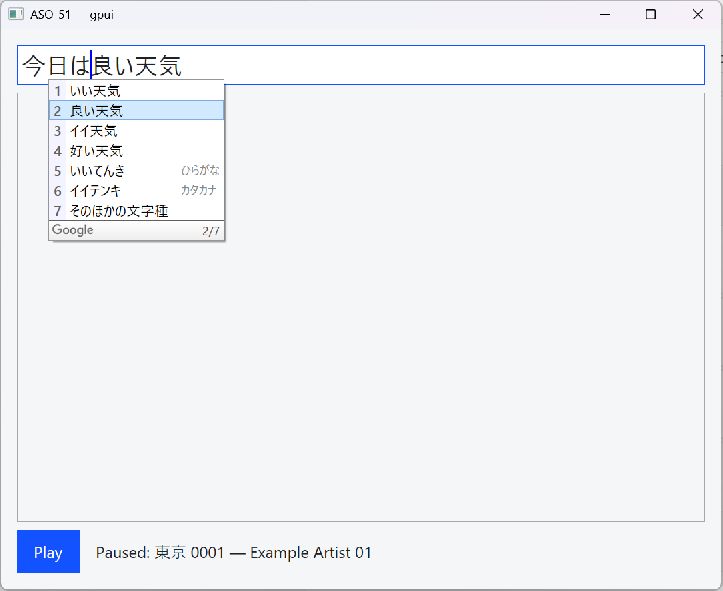 ASO 51 gpui
今日は良い天気
1 いい天気
2 良い天気
3 イイ天気
4 好い天気
5 いいてんき ひらがな
6 イイテンキ カタカナ
7 そのほかの文字種
Google 2/7
Play Paused: 東京 0001 — Example Artist 01